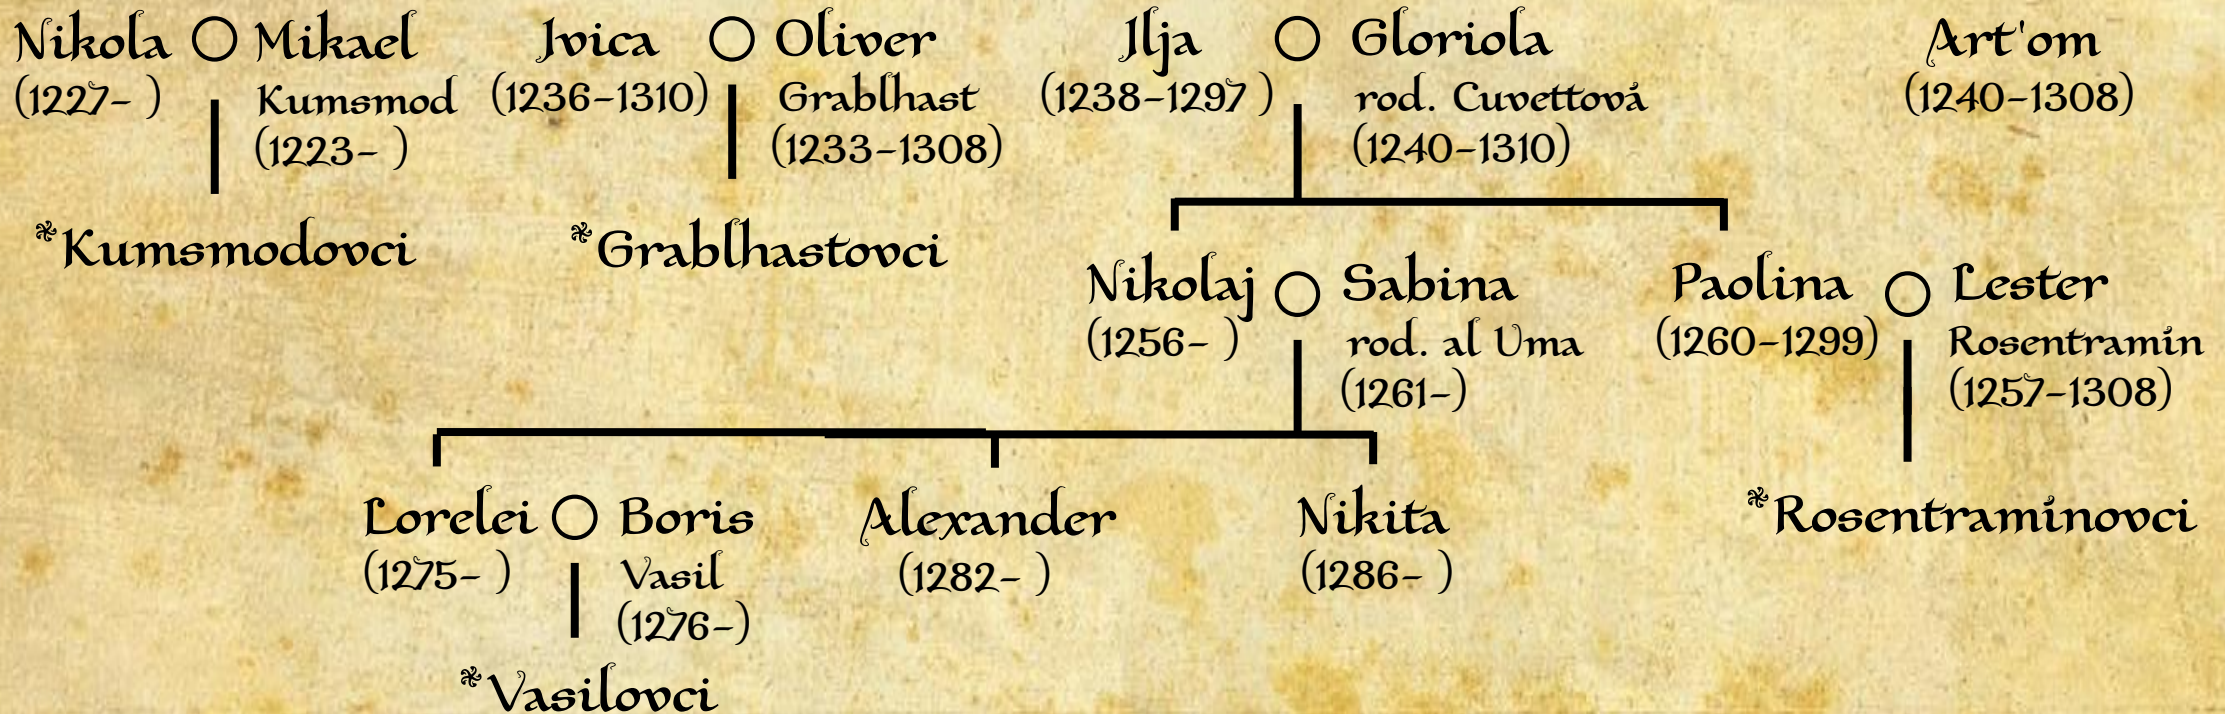 Nikola Mikael
(1227- ) Kumsmod
(1223- )
*Kumsmodovci
Ivica Oliver
(1236-1310) Grablhast
(1233-1308)
*Grablhastovci
Ilja Gloriola
(1238-1297 ) rod. Cuvettová
(1240-1310)
Art'om
(1240-1308)
Nikolaj Sabina
(1256- ) rod. al Uma
(1261-)
Paolina Lester
(1260-1299) Rosentramín
(1257-1308)
*Rosentramínovci
Lorelei Boris
(1275- ) Vasil
(1276-)
*Vasilovci
Alexander
(1282- )
Nikita
(1286- )